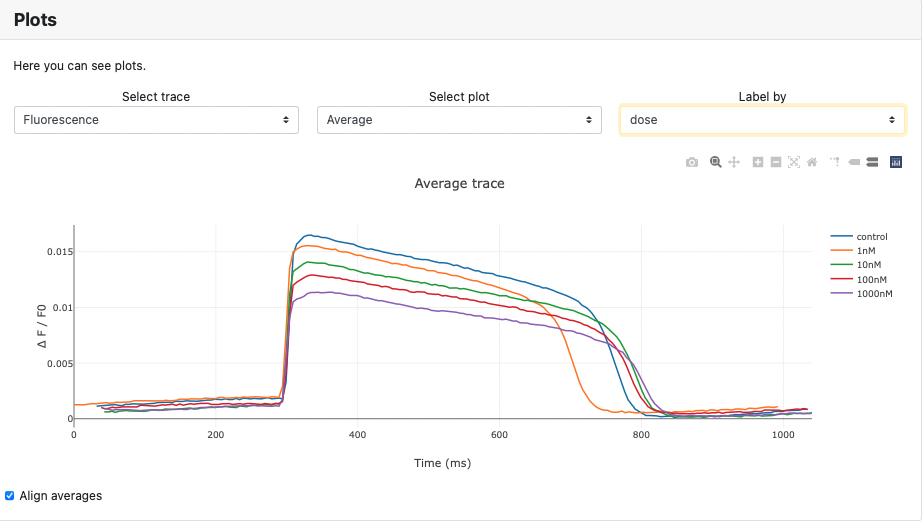 Plots
Here you can see plots.
Select trace
Select plot
Label by
Fluorescence
Average
dose
Average trace
control
1nM
10nM
100nM
1000nM
Δ F / F0
0.015
0.01
0.005
0
0 200 400 600 800 1000
Time (ms)
Align averages